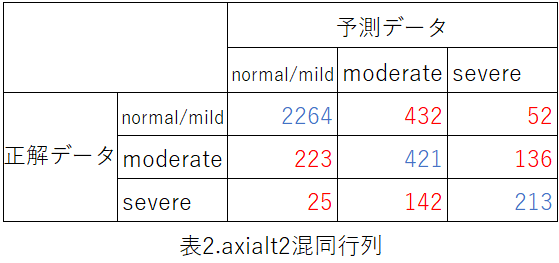 予測データ
normal/mild moderate severe
normal/mild 2264 432 52
正解データ moderate 223 421 136
severe 25 142 213
表2.axialt2混同行列